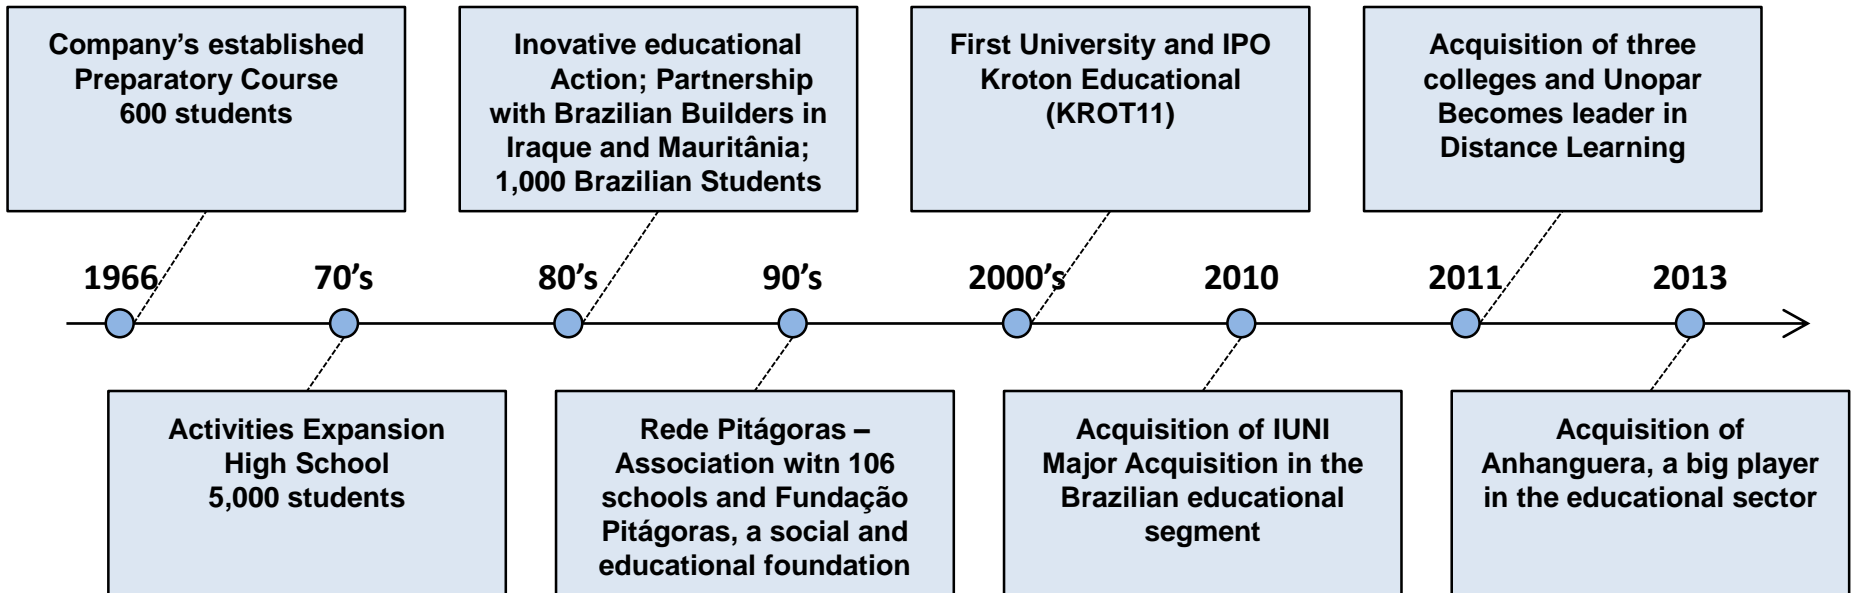 Company’s established
Preparatory Course
600 students
Inovative educational
Action; Partnership
with Brazilian Builders in
Iraque and Mauritânia;
1,000 Brazilian Students
First University and IPO
Kroton Educational
(KROT11)
Acquisition of three
colleges and Unopar
Becomes leader in
Distance Learning
1966
70’s
80’s
90’s
2000’s
2010
2011
2013
Activities Expansion
High School
5,000 students
Rede Pitágoras –
Association witn 106
schools and Fundação
Pitágoras, a social and
educational foundation
Acquisition of IUNI
Major Acquisition in the
Brazilian educational
segment
Acquisition of
Anhanguera, a big player
in the educational sector